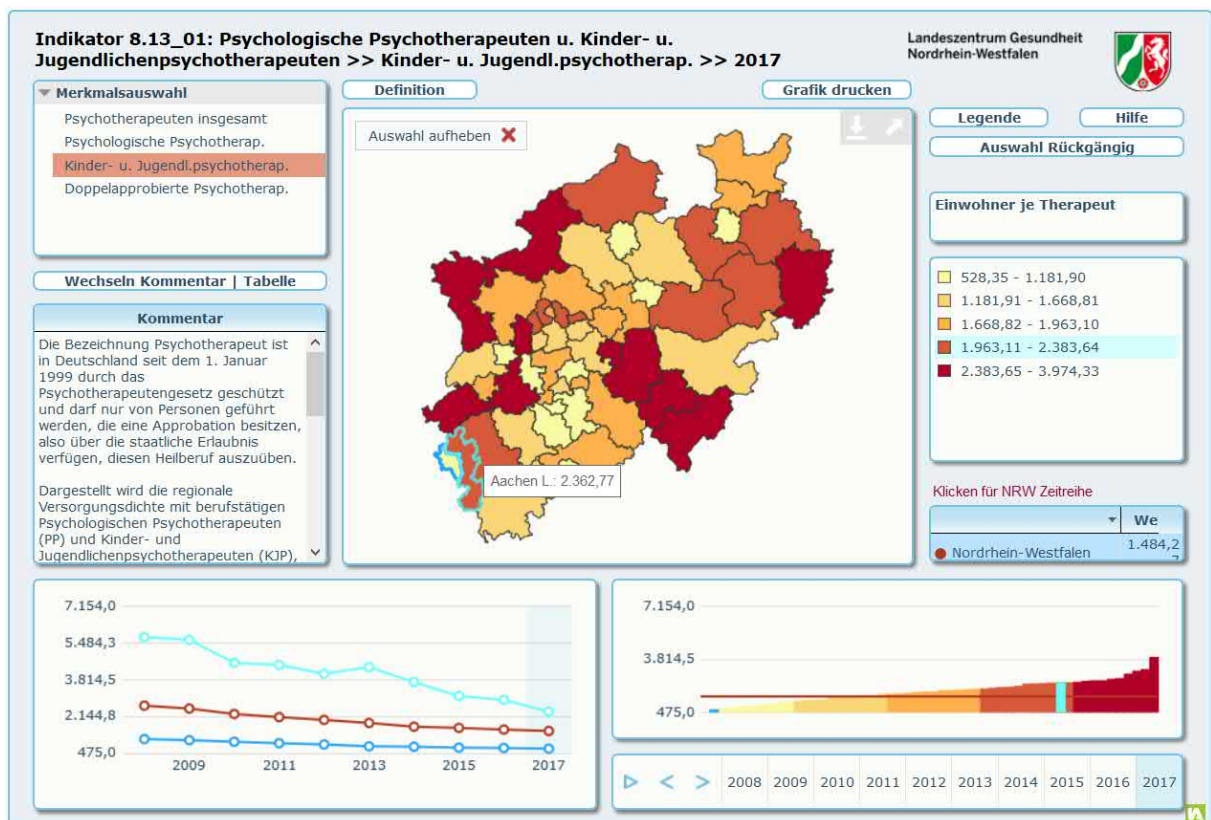 Indikator 8.13_01: Psychologische Psychotherapeuten u. Kinder- u.
Jugendlichenpsychotherapeuten >> Kinder- u. Jugendl.psychotherap. >> 2017
Landeszentrum Gesundheit
Nordrhein-Westfalen
Merkmalsauswahl
Psychotherapeuten insgesamt
Psychologische Psychotherap.
Kinder- u. Jugendl.psychotherap.
Doppelapprobierte Psychotherap.
Wechseln Kommentar | Tabelle
Kommentar
Die Bezeichnung Psychotherapeut ist
in Deutschland seit dem 1. Januar
1999 durch das
Psychotherapeutengesetz geschützt
und darf nur von Personen geführt
werden, die eine Approbation besitzen,
also über die staatliche Erlaubnis
verfügen, diesen Heilberuf auszuüben.
Dargestellt wird die regionale
Versorgungsdichte mit berufstätigen
Psychologischen Psychotherapeuten
(PP) und Kinder- und
Jugendlichenpsychotherapeuten (KJP),
Definition
Grafik drucken
Auswahl aufheben
Aachen L.: 2.362,77
Legende
Hilfe
Auswahl Rückgängig
Einwohner je Therapeut
528,35 - 1.181,90
1.181,91 - 1.668,81
1.668,82 - 1.963,10
1.963,11 - 2.383,64
2.383,65 - 3.974,33
Klicken für NRW Zeitreihe
We
Nordrhein-Westfalen
1.484,2
7
7.154,0
5.484,3
3.814,5
2.144,8
475,0
2009 2011 2013 2015 2017
7.154,0
3.814,5
475,0
2008 2009 2010 2011 2012 2013 2014 2015 2016 2017